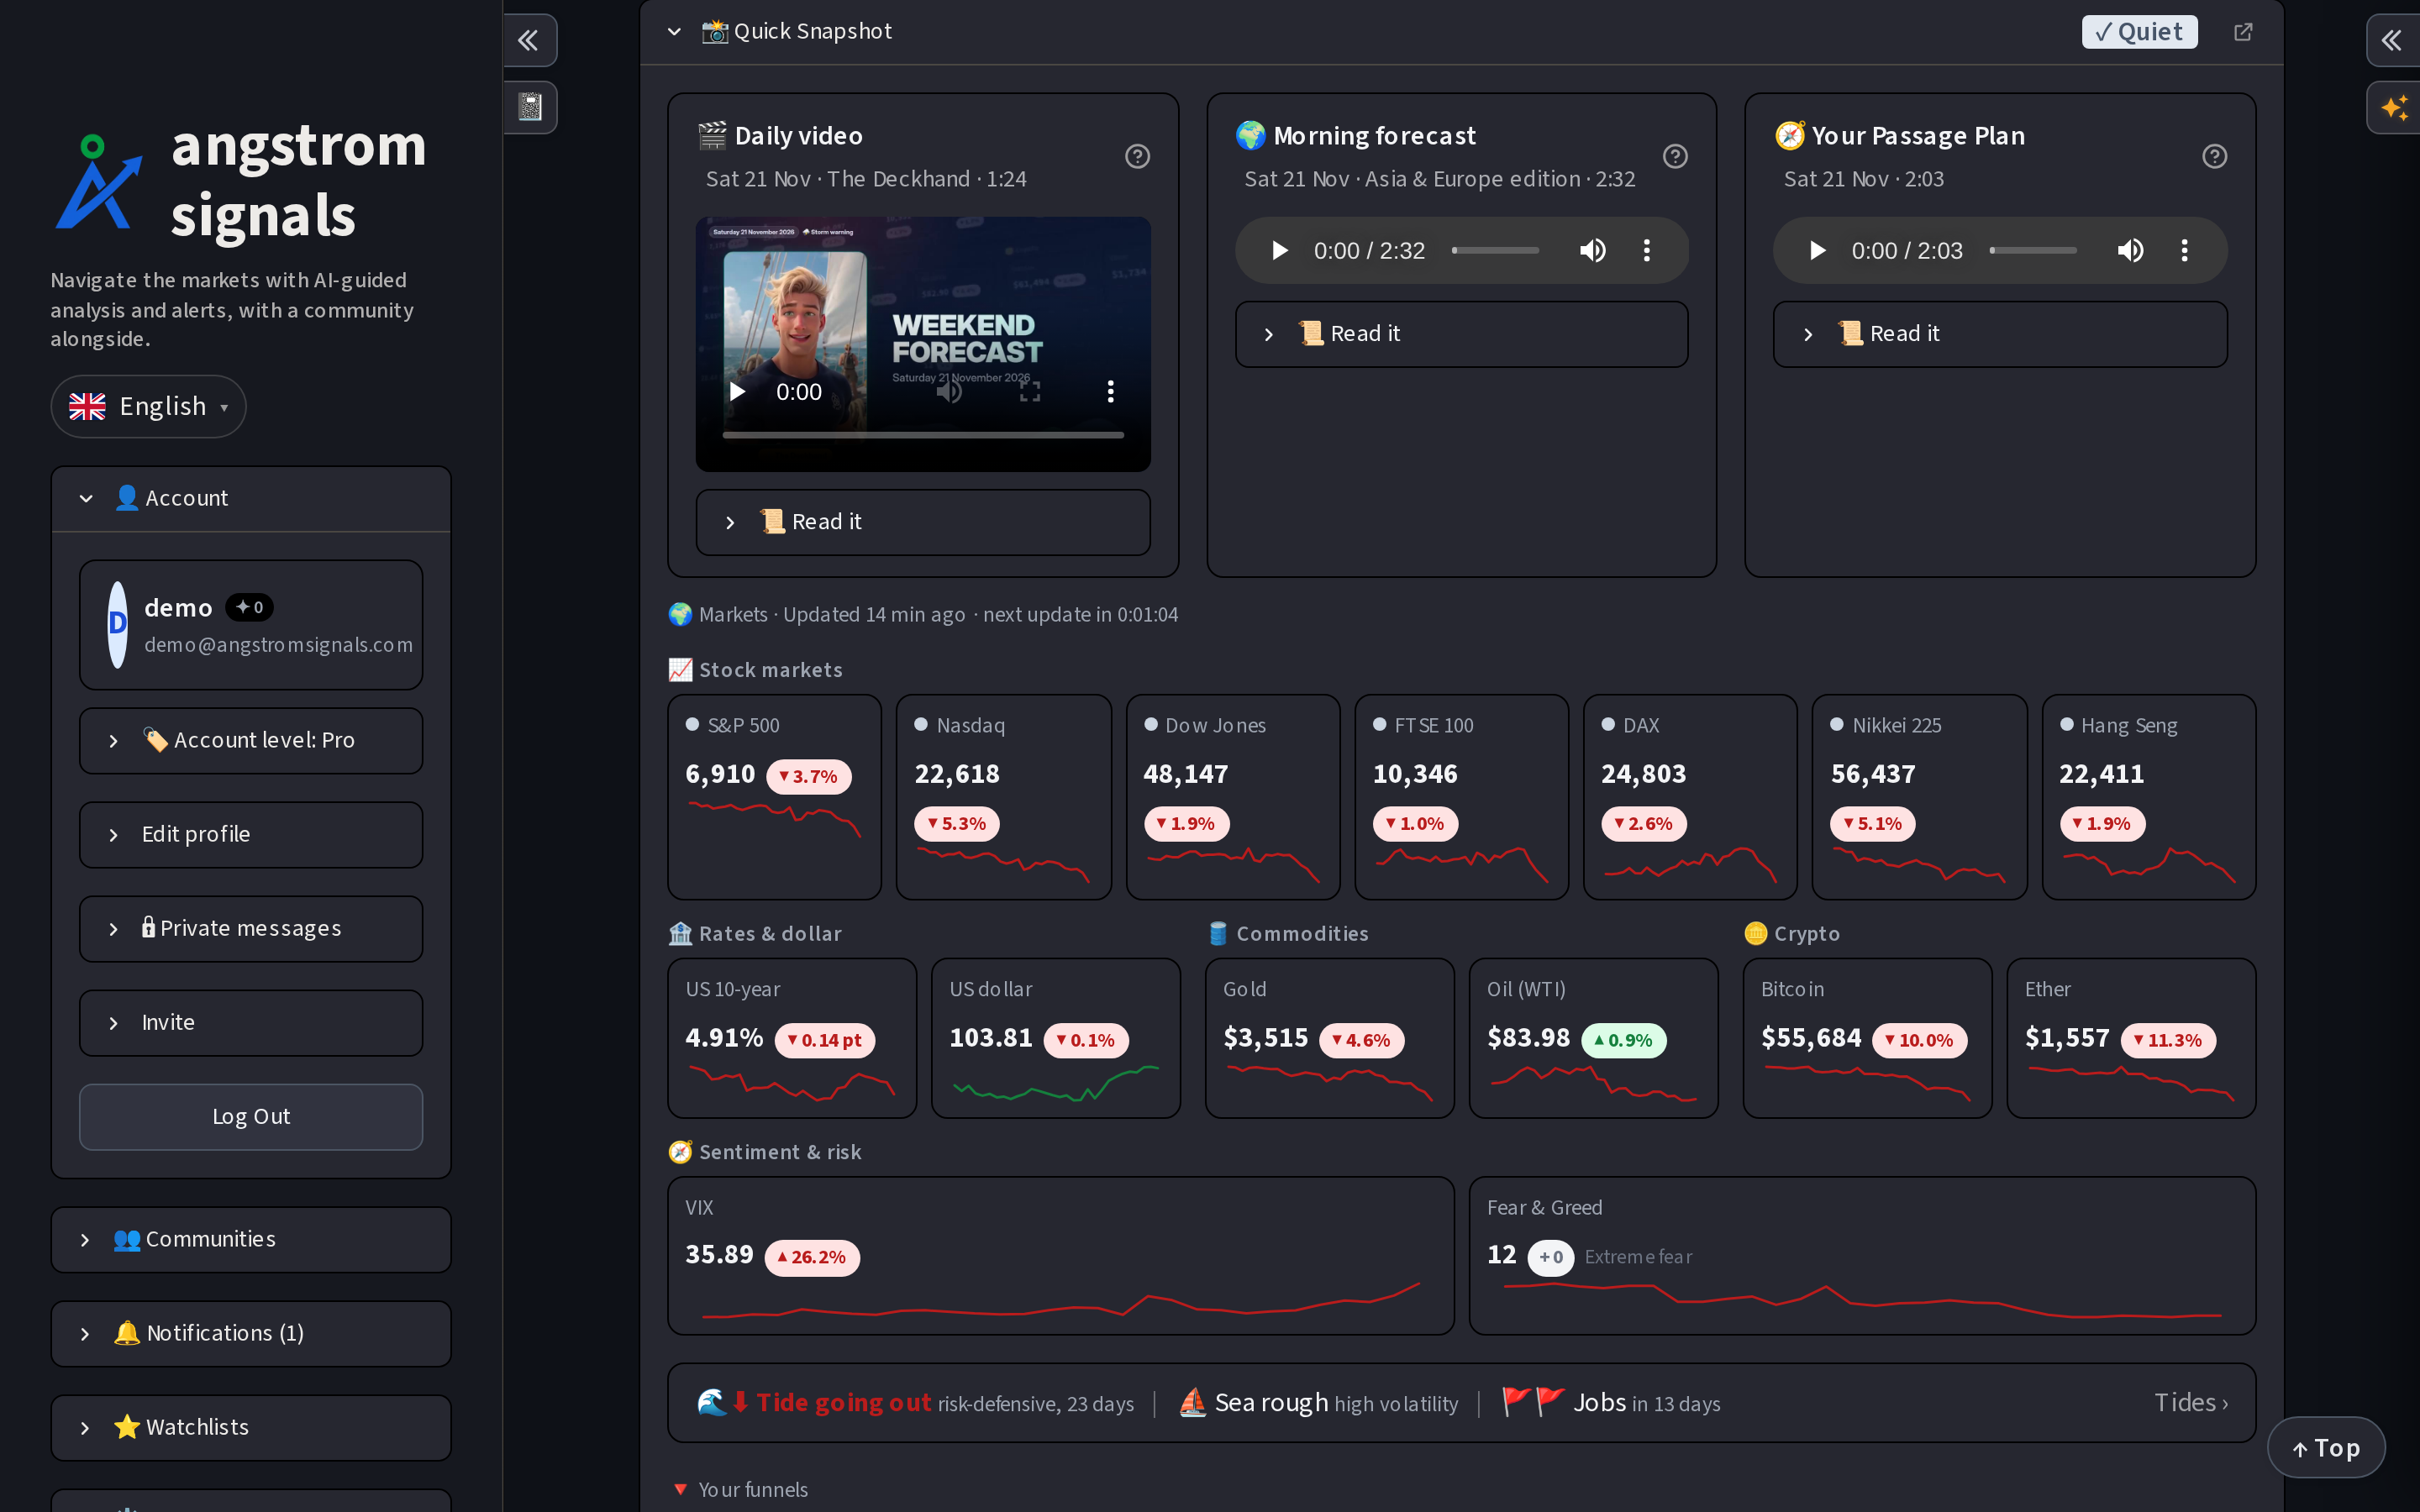 angstrom
signals
Navigate the markets with AI-guided
analysis and alerts, with a community
alongside.
English
Account
D
demo
✦ 0
demo@angstromsignals.com
Account level: Pro
Edit profile
Private messages
Invite
Log Out
Communities
Notifications (1)
Watchlists
Quick Snapshot
✓ Quiet
Daily video
Sat 21 Nov · The Deckhand · 1:24
Saturday 21 November 2026
Storm warning
WEEKEND
FORECAST
Saturday 21 November 2026
0:00
Read it
Morning forecast
Sat 21 Nov · Asia & Europe edition · 2:32
0:00 / 2:32
Read it
Your Passage Plan
Sat 21 Nov · 2:03
0:00 / 2:03
Read it
Markets · Updated 14 min ago · next update in 0:01:04
Stock markets
S&P 500
6,910 ▼ 3.7%
Nasdaq
22,618
▼ 5.3%
Dow Jones
48,147
▼ 1.9%
FTSE 100
10,346
▼ 1.0%
DAX
24,803
▼ 2.6%
Nikkei 225
56,437
▼ 5.1%
Hang Seng
22,411
▼ 1.9%
Rates & dollar
US 10-year
4.91% ▼ 0.14 pt
US dollar
103.81 ▼ 0.1%
Commodities
Gold
$3,515 ▼ 4.6%
Oil (WTI)
$83.98 ▲ 0.9%
Crypto
Bitcoin
$55,684 ▼ 10.0%
Ether
$1,557 ▼ 11.3%
Sentiment & risk
VIX
35.89 ▲ 26.2%
Fear & Greed
12 +0 Extreme fear
Tide going out risk-defensive, 23 days | Sea rough high volatility | Jobs in 13 days
Tides ›
↑ Top
Your funnels